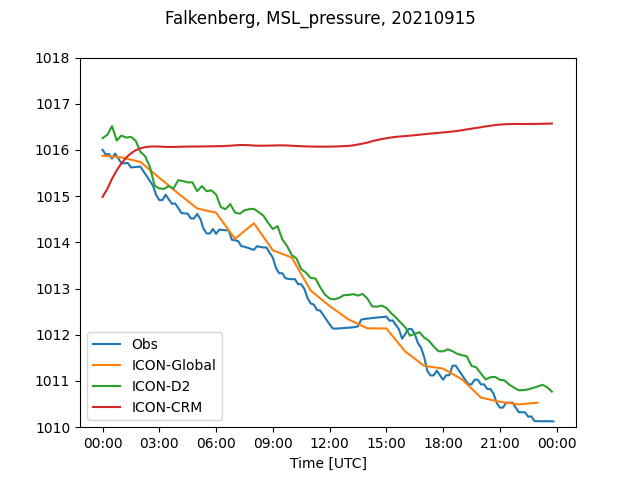 Falkenberg, MSL_pressure, 20210915
1018
1017
1016
1015
1014
1013
1012
1011
1010
Obs
ICON-Global
ICON-D2
ICON-CRM
00:00 03:00 06:00 09:00 12:00 15:00 18:00 21:00 00:00
Time [UTC]